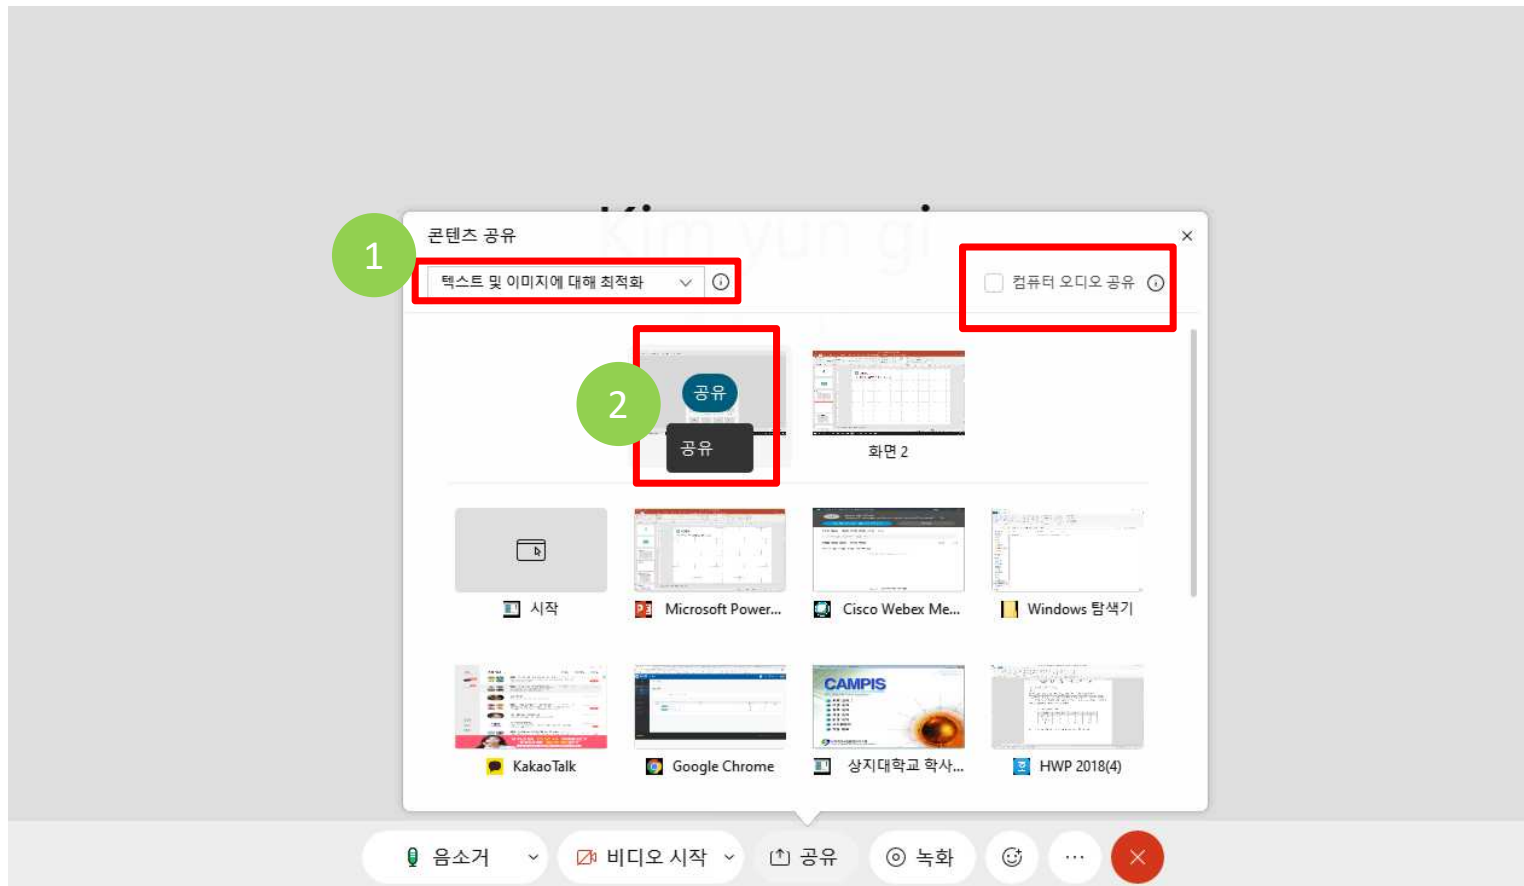 Kim yun gi
1
콘텐츠 공유
텍스트 및 이미지에 대해 최적화
컴퓨터 오디오 공유
2
공유
공유
화면 2
시작
Microsoft Power...
Cisco Webex Me...
Windows 탐색기
CAMPIS
KakaoTalk
Google Chrome
상지대학교 학사...
HWP 2018(4)
음소거
비디오 시작
공유
녹화